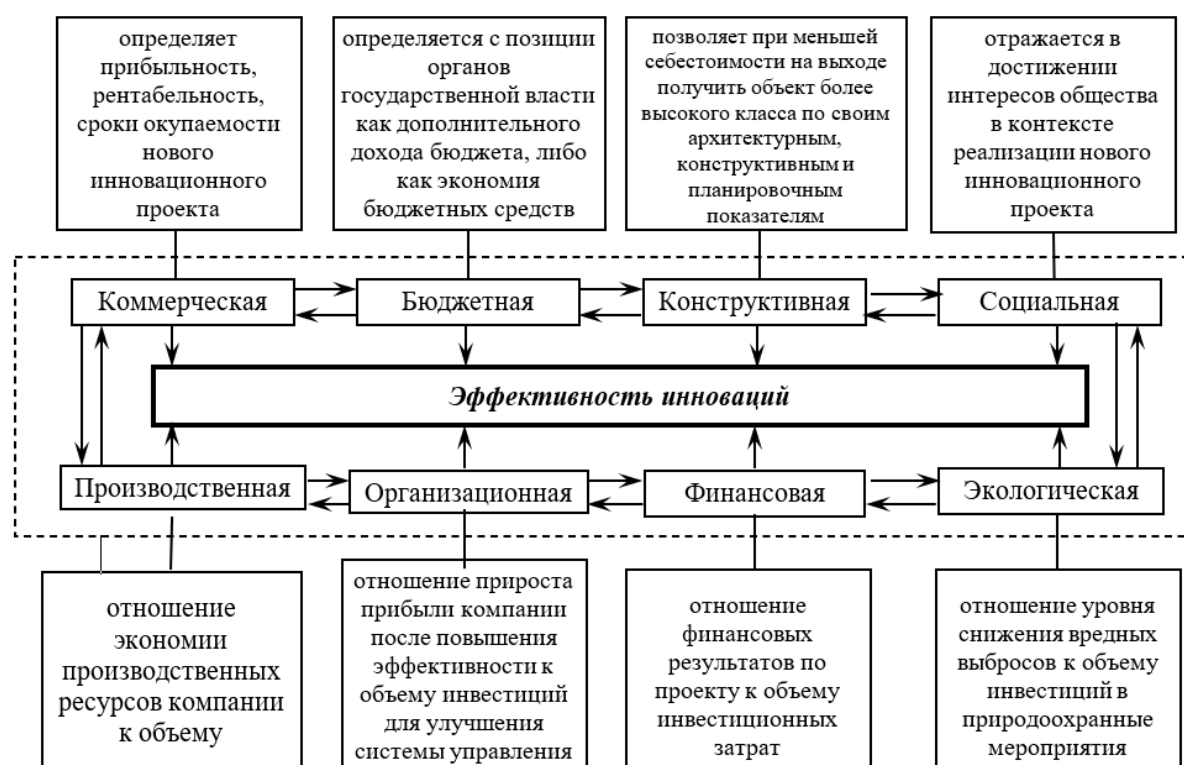 определяет
прибыльность,
рентабельность,
сроки окупаемости
нового
инновационного
проекта
определяется с позиции
органов
государственной власти
как дополнительного
дохода бюджета, либо
как экономия
бюджетных средств
позволяет при меньшей
себестоимости на выходе
получить объект более
высокого класса по своим
архитектурным,
конструктивным и
планировочным
показателям
отражается в
достижении
интересов общества
в контексте
реализации нового
инновационного
проекта
Коммерческая
Бюджетная
Конструктивная
Социальная
Эффективность инноваций
Производственная
Организационная
Финансовая
Экологическая
отношение
экономии
производственных
ресурсов компании
к объему
отношение прироста
прибыли компании
после повышения
эффективности к
объему инвестиций
для улучшения
системы управления
отношение
финансовых
результатов по
проекту к объему
инвестиционных
затрат
отношение уровня
снижения вредных
выбросов к объему
инвестиций в
природоохранные
мероприятия